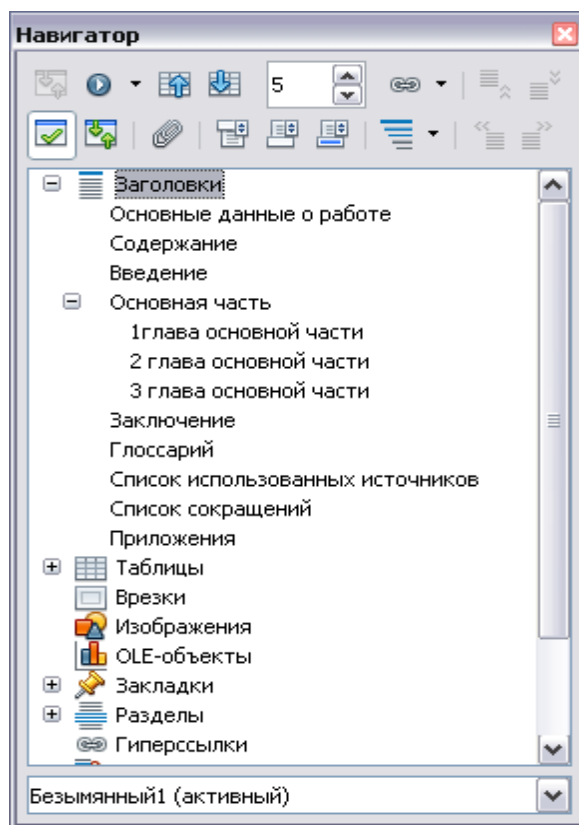 Навигатор
5
Заголовки
Основные данные о работе
Содержание
Введение
Основная часть
1глава основной части
2 глава основной части
3 глава основной части
Заключение
Глоссарий
Список использованных источников
Список сокращений
Приложения
Таблицы
Врезки
Изображения
OLE-объекты
Закладки
Разделы
Гиперссылки
Безымянный1 (активный)